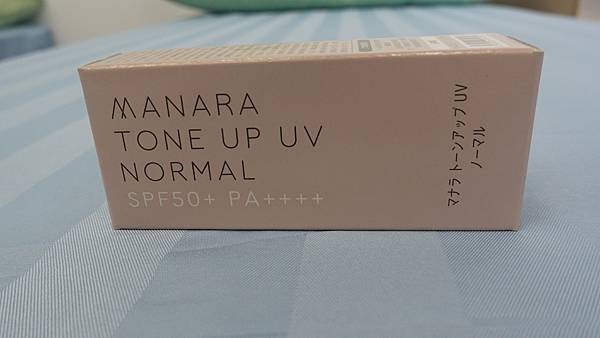 MANARA
TONE UP UV
NORMAL
SPF50+ PA++++
マナラ トーンアップUV
ノーマル